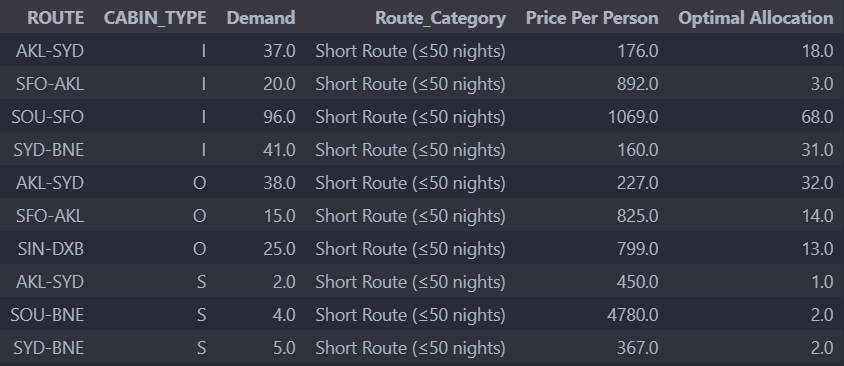 ROUTE CABIN_TYPE Demand Route_Category Price Per Person Optimal Allocation
AKL-SYD I 37.0 Short Route (≤50 nights) 176.0 18.0
SFO-AKL I 20.0 Short Route (≤50 nights) 892.0 3.0
SOU-SFO I 96.0 Short Route (≤50 nights) 1069.0 68.0
SYD-BNE I 41.0 Short Route (≤50 nights) 160.0 31.0
AKL-SYD O 38.0 Short Route (≤50 nights) 227.0 32.0
SFO-AKL O 15.0 Short Route (≤50 nights) 825.0 14.0
SIN-DXB O 25.0 Short Route (≤50 nights) 799.0 13.0
AKL-SYD S 2.0 Short Route (≤50 nights) 450.0 1.0
SOU-BNE S 4.0 Short Route (≤50 nights) 4780.0 2.0
SYD-BNE S 5.0 Short Route (≤50 nights) 367.0 2.0